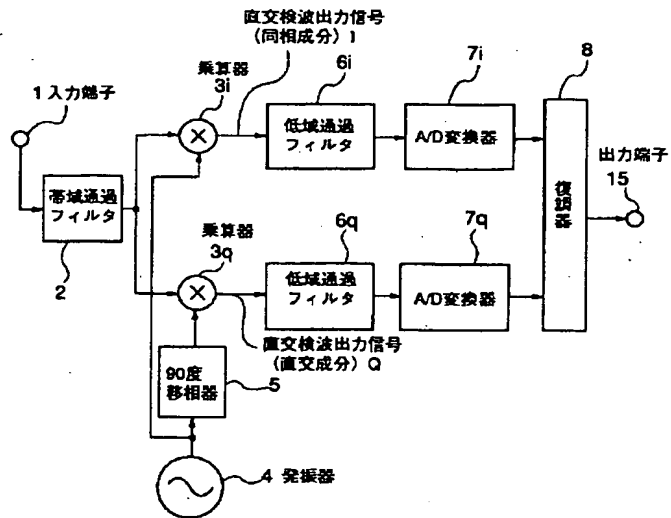 直交検波出力信号
(同相成分) I
乗算器
3i
6i
7i
8
1 入力端子
低域通過
フィルタ
A/D変換器
出力端子
15
帯域通過
フィルタ
2
復調器
乗算器
3q
6q
7q
低域通過
フィルタ
A/D変換器
直交検波出力信号
(直交成分) Q
90度
移相器
5
4 発振器